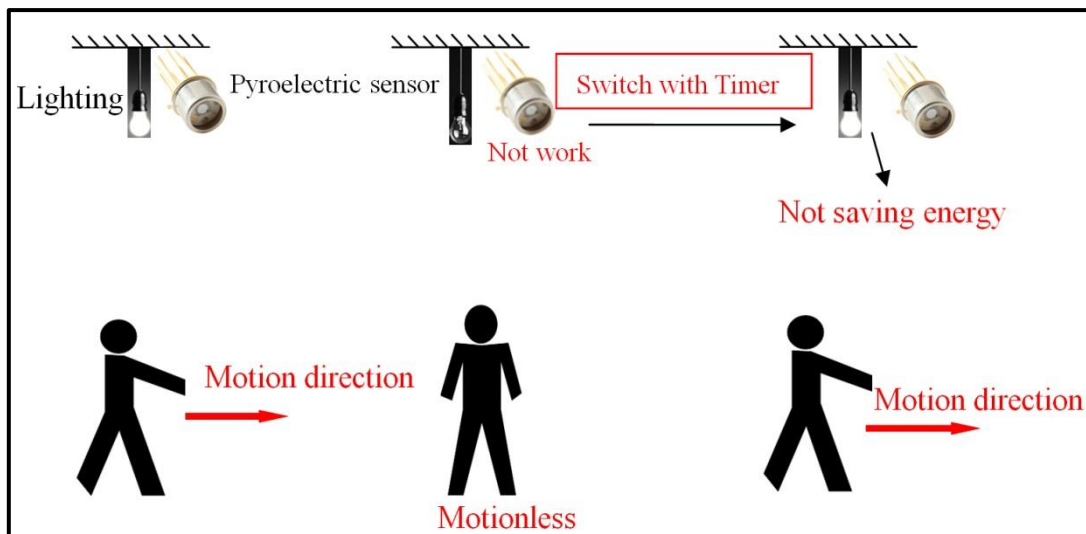 Lighting
Pyroelectric sensor
Not work
Switch with Timer
Not saving energy
Motion direction
Motionless
Motion direction